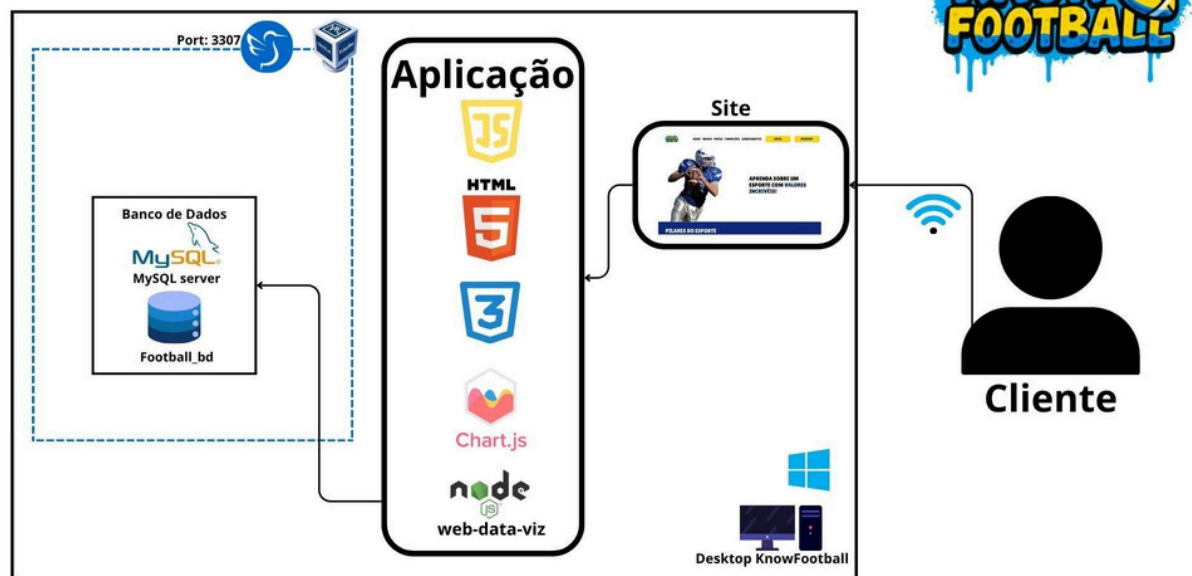 FOOTBALL
Port: 3307
Aplicação
JS
HTML
5
3
Chart.js
node
JS
web-data-viz
Site
APRENDA SOBRE UM
ESPORTE COM VALORES
INCRIVÉIS!
PILARES DO ESPORTE
Banco de Dados
MySQL
MySQL server
Football_bd
Desktop KnowFootball
Cliente